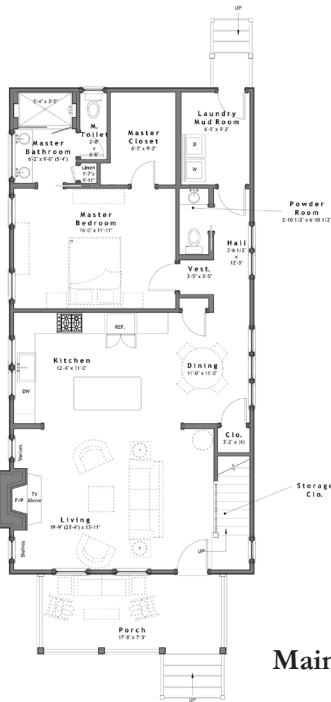 UP
5'-4" x 3'-5"
M.
Toilet
2'-8"
x
6'-8"
Master
Bathroom
6'-2" x 9'-0" (5'-4")
Linen
1'-7" x
1'-11"
Master
Closet
6'-5" x 9'-2"
Laundry
Mud Room
6'-9" x 9'-2"
D
W
Master
Bedroom
16'-0" x 11'-11"
Powder
Room
2'-10 1/2" x 6'-10 1/2"
Hall
3'-6 1/2"
x
12'-3"
Vest.
3'-5" x 3'-5"
REF.
Kitchen
12'-4" x 11'-0"
Dining
11'-0" x 11'-0"
DW
Clo.
3'-2" x (4)
Shelves
T
F/P
TV
Above
Storage
Clo.
Living
19'-9" (23'-4") x 13'-11"
Shelves
T
UP
Porch
17'-8" x 7'-5"
Main
UP